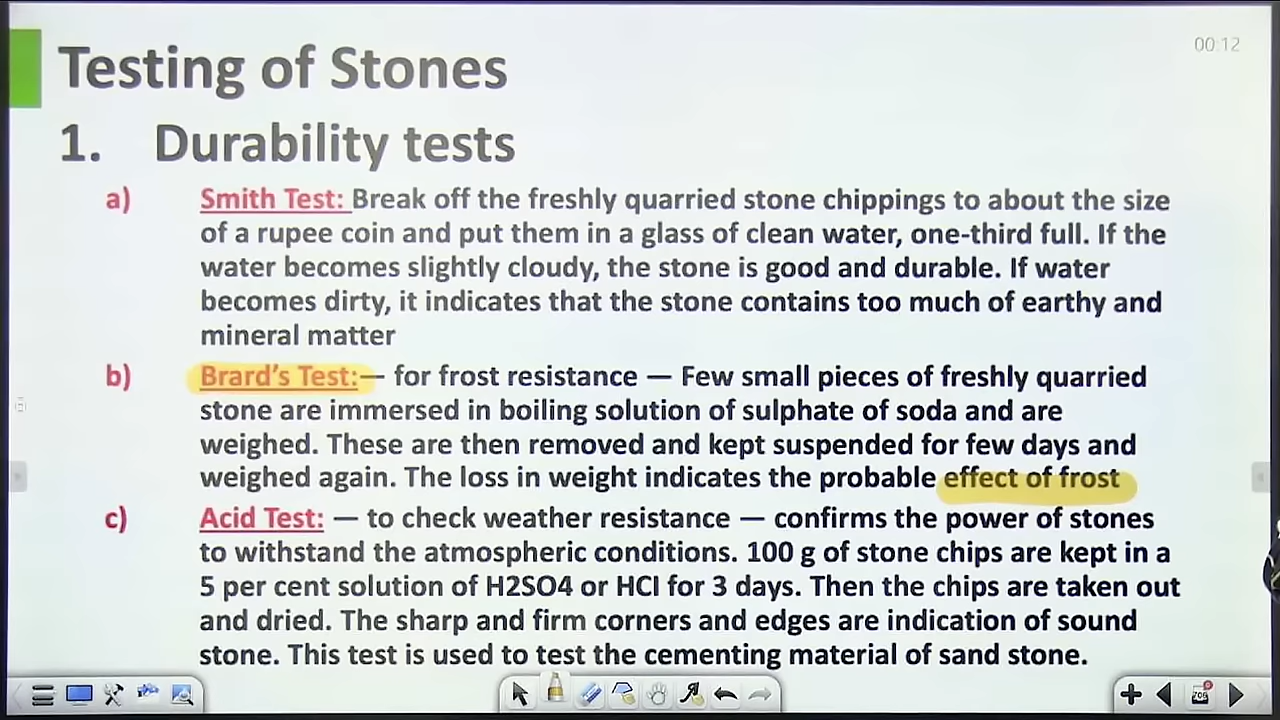 00:12
Testing of Stones
1. Durability tests
a) Smith Test: Break off the freshly quarried stone chippings to about the size
of a rupee coin and put them in a glass of clean water, one-third full. If the
water becomes slightly cloudy, the stone is good and durable. If water
becomes dirty, it indicates that the stone contains too much of earthy and
mineral matter
b) Brard’s Test:— for frost resistance — Few small pieces of freshly quarried
stone are immersed in boiling solution of sulphate of soda and are
weighed. These are then removed and kept suspended for few days and
weighed again. The loss in weight indicates the probable effect of frost
c) Acid Test: — to check weather resistance — confirms the power of stones
to withstand the atmospheric conditions. 100 g of stone chips are kept in a
5 per cent solution of H2SO4 or HCl for 3 days. Then the chips are taken out
and dried. The sharp and firm corners and edges are indication of sound
stone. This test is used to test the cementing material of sand stone.